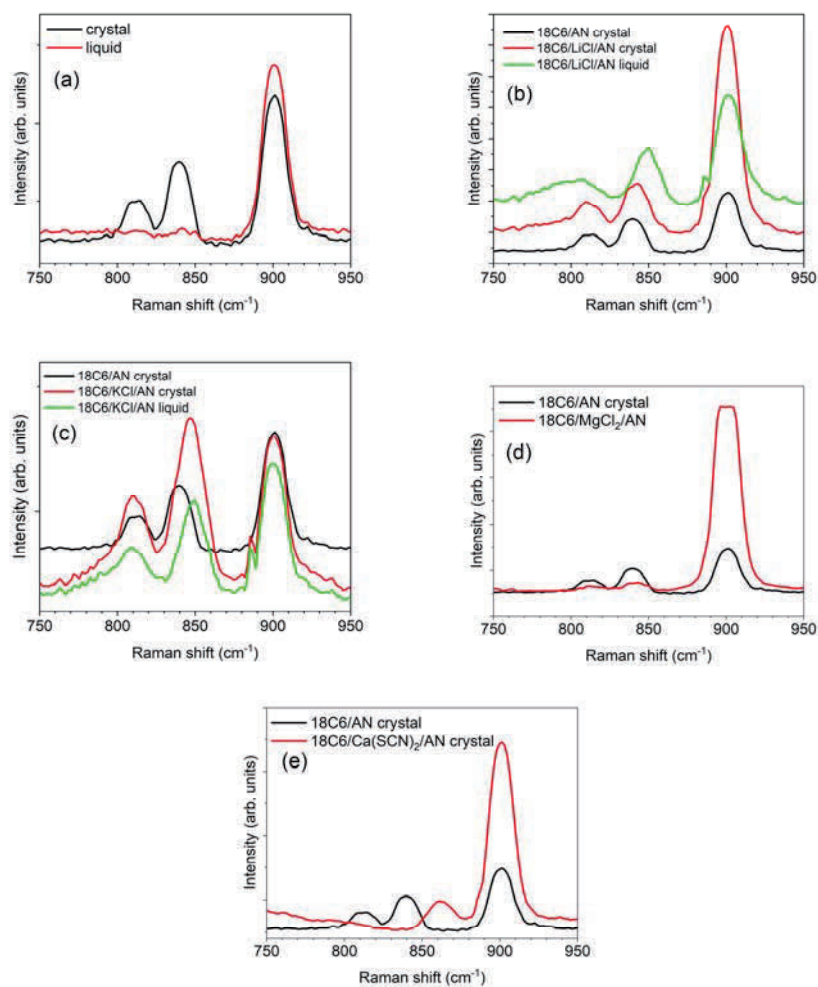 crystal
liquid
(a)
Intensity (arb. units)
750 800 850 900 950
Raman shift (cm⁻¹)
18C6/AN crystal
18C6/LiCl/AN crystal
18C6/LiCl/AN liquid
(b)
Intensity (arb. units)
750 800 850 900 950
Raman shift (cm⁻¹)
18C6/AN crystal
18C6/KCl/AN crystal
18C6/KCl/AN liquid
(c)
Intensity (arb. units)
750 800 850 900 950
Raman shift (cm⁻¹)
18C6/AN crystal
18C6/MgCl₂/AN
(d)
Intensity (arb. units)
750 800 850 900 950
Raman shift (cm⁻¹)
18C6/AN crystal
18C6/Ca(SCN)₂/AN crystal
(e)
Intensity (arb. units)
750 800 850 900 950
Raman shift (cm⁻¹)